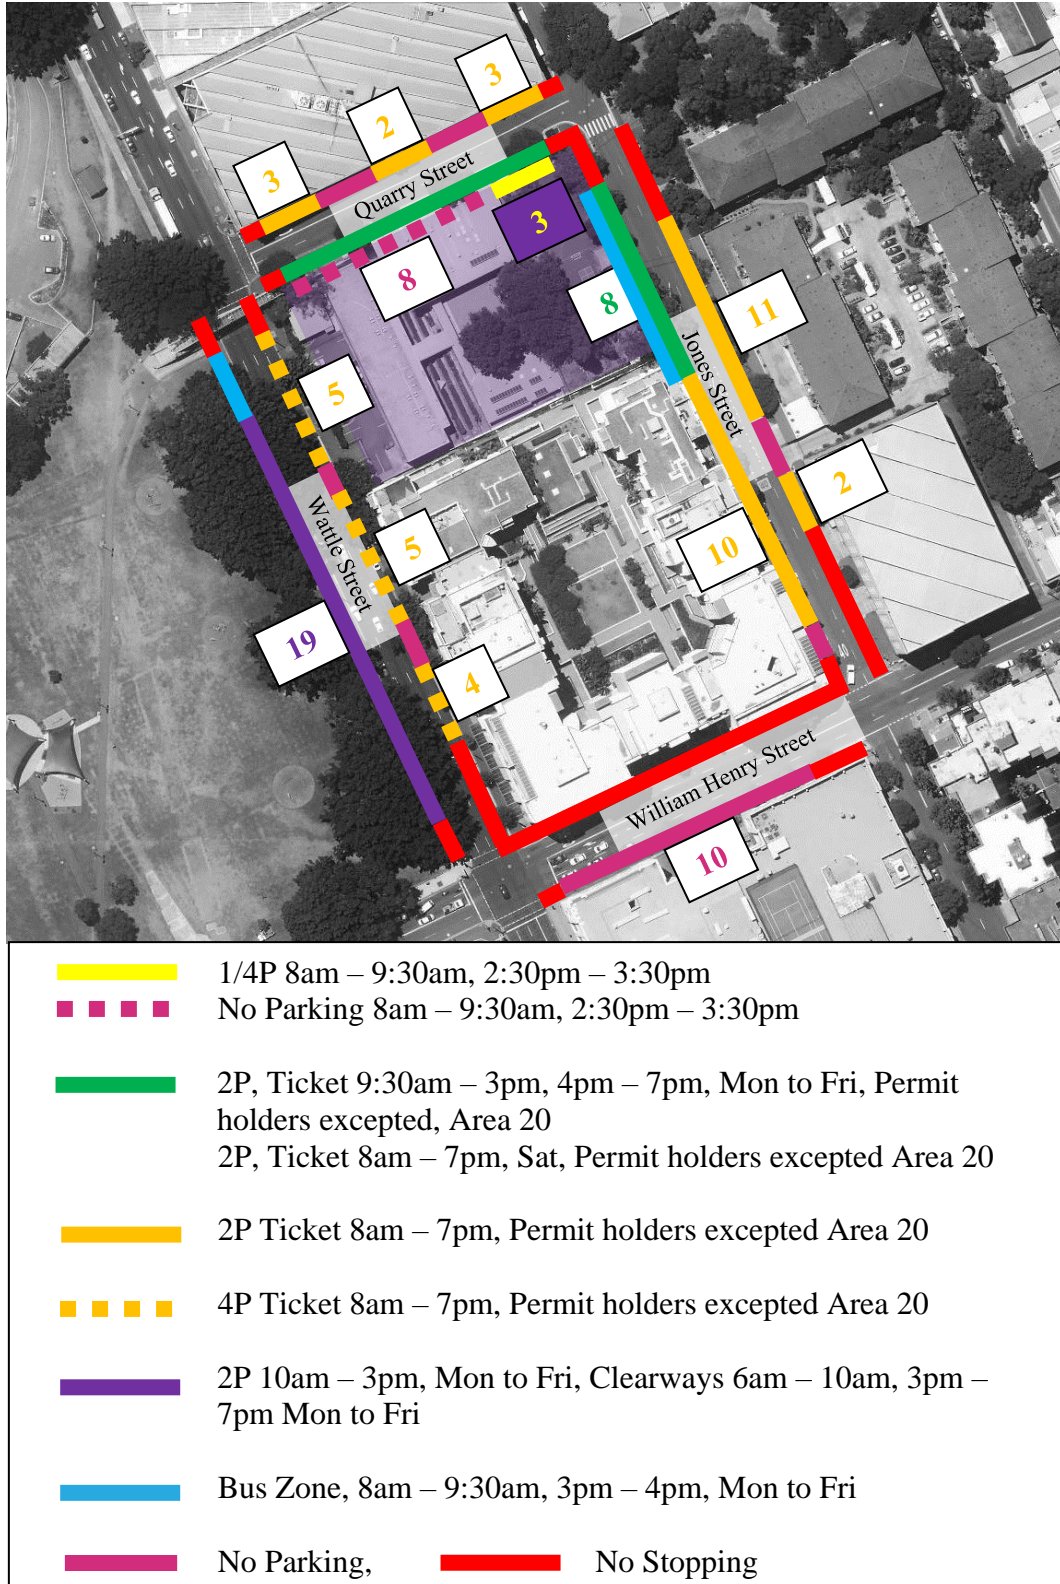 3
2
3
Quarry Street
3
8
8
11
Jones Street
5
2
Wattle Street
5
10
19
4
William Henry Street
10
1/4P 8am – 9:30am, 2:30pm – 3:30pm
No Parking 8am – 9:30am, 2:30pm – 3:30pm
2P, Ticket 9:30am – 3pm, 4pm – 7pm, Mon to Fri, Permit
holders excepted, Area 20
2P, Ticket 8am – 7pm, Sat, Permit holders excepted Area 20
2P Ticket 8am – 7pm, Permit holders excepted Area 20
4P Ticket 8am – 7pm, Permit holders excepted Area 20
2P 10am – 3pm, Mon to Fri, Clearways 6am – 10am, 3pm –
7pm Mon to Fri
Bus Zone, 8am – 9:30am, 3pm – 4pm, Mon to Fri
No Parking, No Stopping